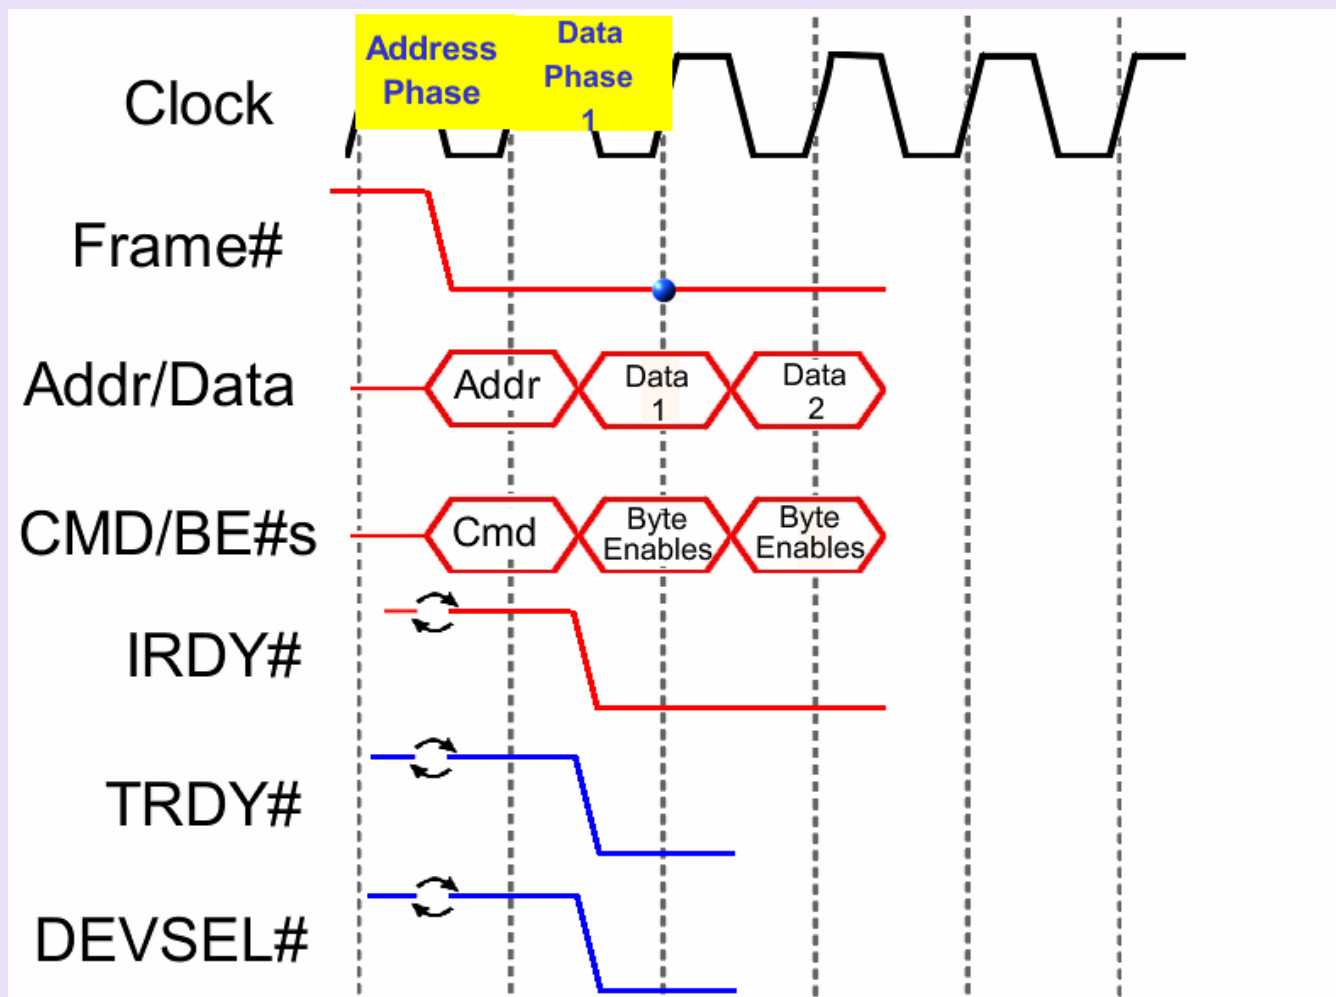 Address
Phase
Data
Phase
1
Clock
Frame#
Addr/Data
Addr
Data
1
Data
2
CMD/BE#s
Cmd
Byte
Enables
Byte
Enables
IRDY#
TRDY#
DEVSEL#